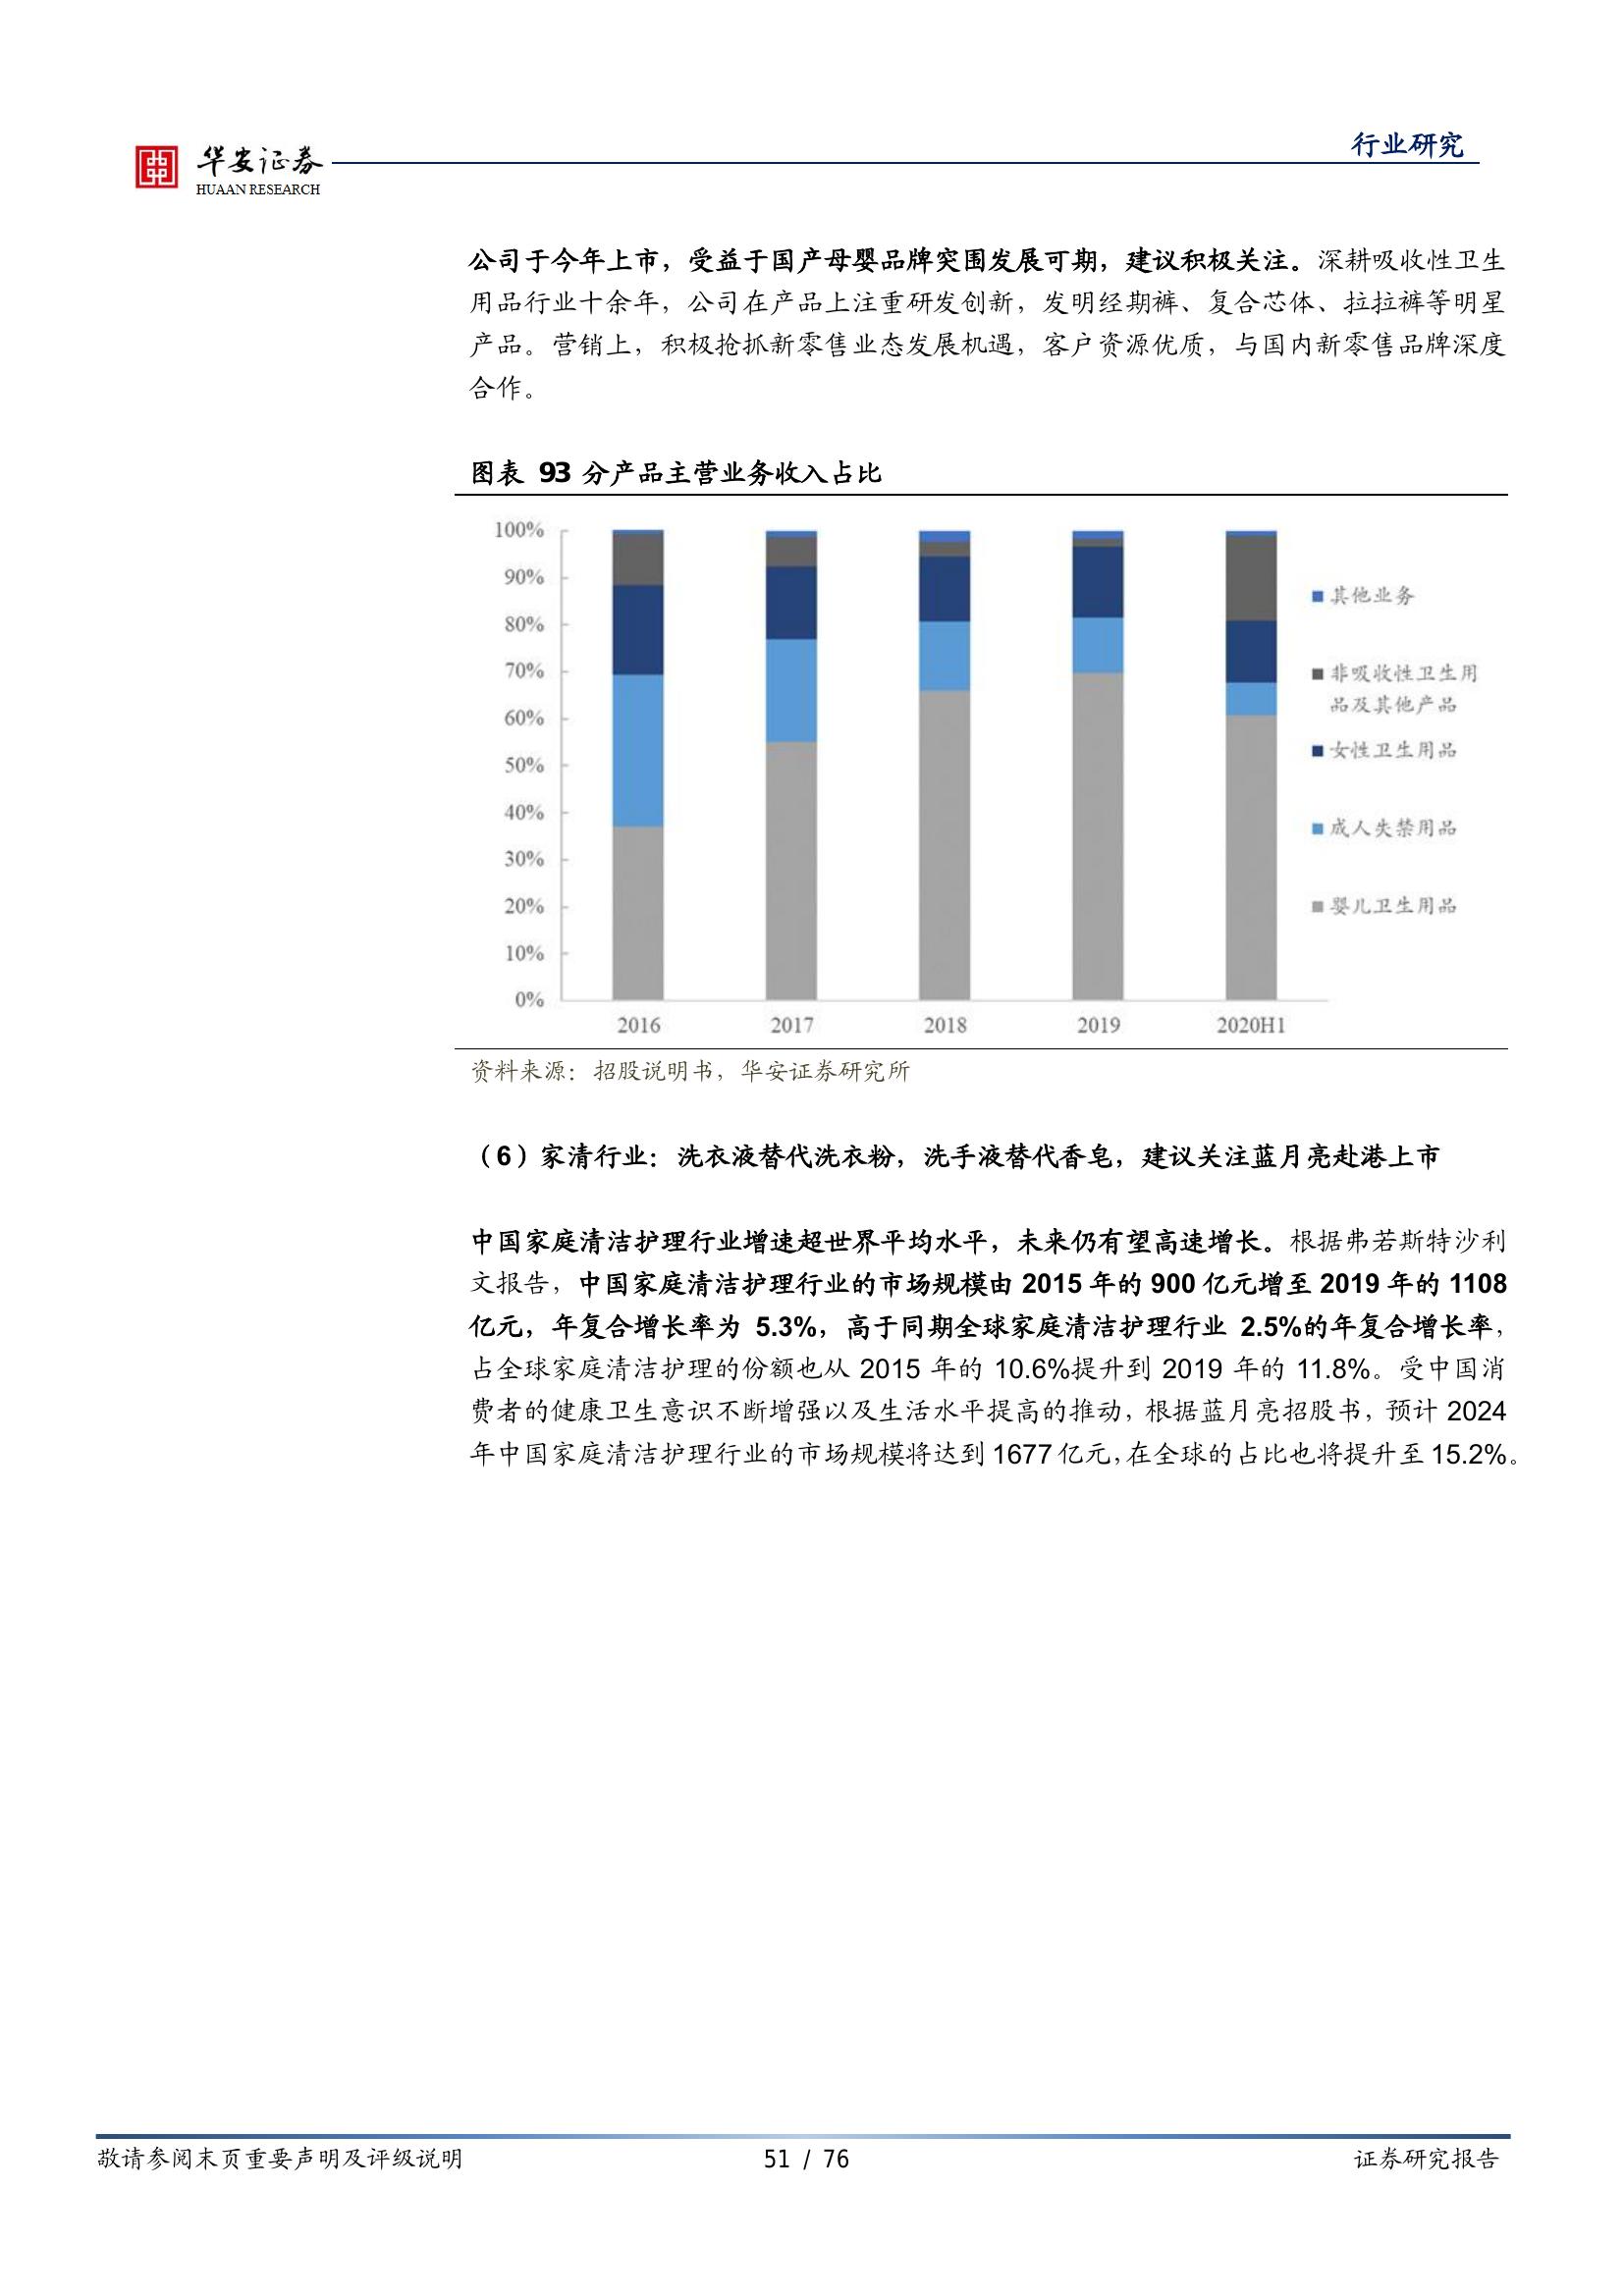 华安证券
HUAAN RESEARCH
行业研究
公司于今年上市，受益于国产母婴品牌突围发展可期，建议积极关注。深耕吸收性卫生
用品行业十余年，公司在产品上注重研发创新，发明经期裤、复合芯体、拉拉裤等明星
产品。营销上，积极抢抓新零售业态发展机遇，客户资源优质，与国内新零售品牌深度
合作。
图表 93 分产品主营业务收入占比
100%
90%
80%
70%
60%
50%
40%
30%
20%
10%
0%
2016 2017 2018 2019 2020H1
其他业务
非吸收性卫生用
品及其他产品
女性卫生用品
成人失禁用品
婴儿卫生用品
资料来源：招股说明书，华安证券研究所
（6）家清行业：洗衣液替代洗衣粉，洗手液替代香皂，建议关注蓝月亮赴港上市
中国家庭清洁护理行业增速超世界平均水平，未来仍有望高速增长。根据弗若斯特沙利
文报告，中国家庭清洁护理行业的市场规模由 2015 年的 900 亿元增至 2019 年的 1108
亿元，年复合增长率为 5.3%，高于同期全球家庭清洁护理行业 2.5%的年复合增长率，
占全球家庭清洁护理的份额也从 2015 年的 10.6%提升到 2019 年的 11.8%。受中国消
费者的健康卫生意识不断增强以及生活水平提高的推动，根据蓝月亮招股书，预计 2024
年中国家庭清洁护理行业的市场规模将达到 1677 亿元，在全球的占比也将提升至 15.2%。
敬请参阅末页重要声明及评级说明
51 / 76
证券研究报告